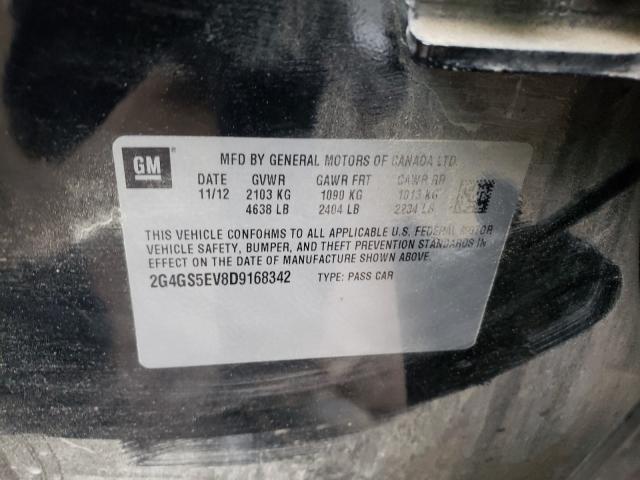 GM
MFD BY GENERAL MOTORS OF CANADA LTD.
DATE GVWR GAWR FRT GAWR RR
11/12 2103 KG 1090 KG 1013 KG
4638 LB 2404 LB 2234 LB
THIS VEHICLE CONFORMS TO ALL APPLICABLE U.S. FEDERAL MOTOR
VEHICLE SAFETY, BUMPER, AND THEFT PREVENTION STANDARDS IN
EFFECT ON THE DATE OF MANUFACTURE SHOWN ABOVE.
2G4GS5EV8D9168342 TYPE: PASS CAR